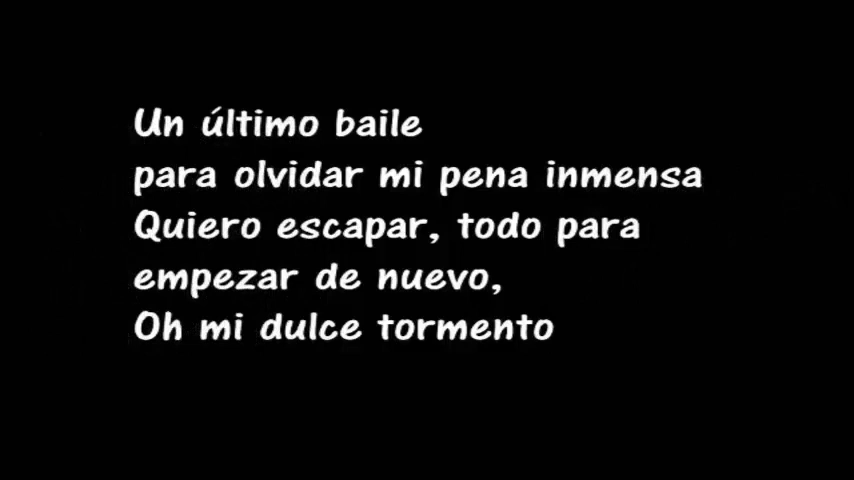 Un último baile
para olvidar mi pena inmensa
Quiero escapar, todo para
empezar de nuevo,
Oh mi dulce tormento